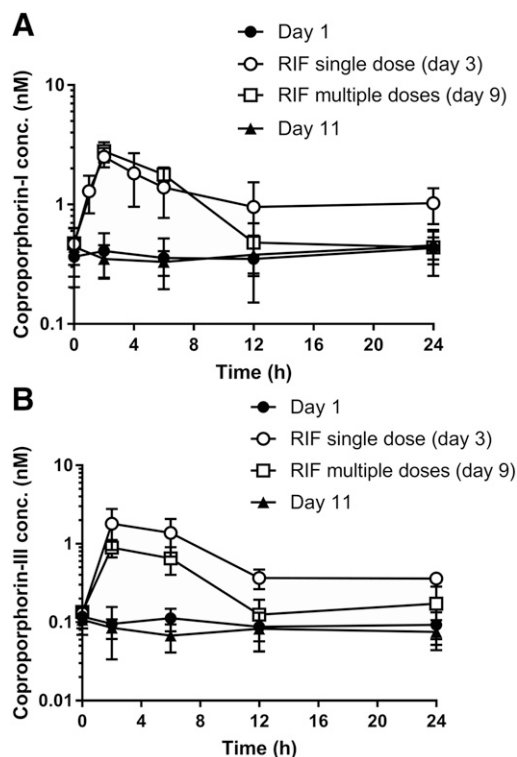 A
Day 1
RIF single dose (day 3)
RIF multiple doses (day 9)
Day 11
Coproporphorin-I conc. (nM)
10
1
0.1
0 4 8 12 16 20 24
Time (h)
B
Day 1
RIF single dose (day 3)
RIF multiple doses (day 9)
Day 11
Coproporphorin-III conc. (nM)
10
1
0.1
0.01
0 4 8 12 16 20 24
Time (h)